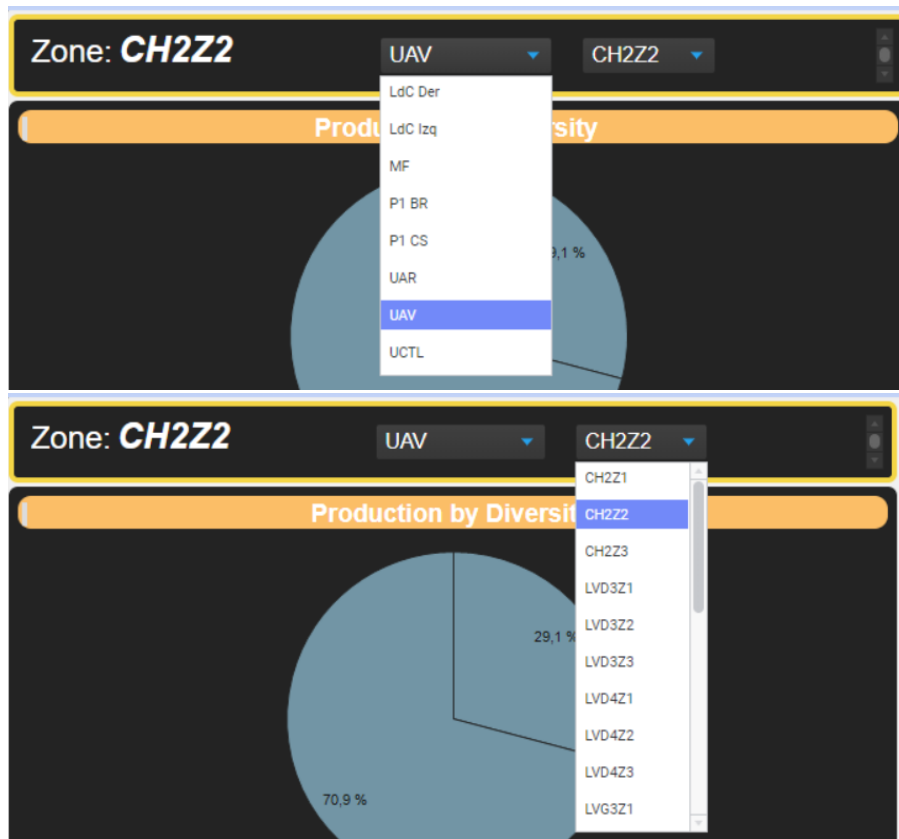 Zone: CH2Z2 UAV CH2Z2
LdC Der
LdC Izq
MF
P1 BR
P1 CS
UAR
UAV
UCTL
Produ sity
9,1 %
Zone: CH2Z2 UAV CH2Z2
CH2Z1
CH2Z2
CH2Z3
LVD3Z1
LVD3Z2
LVD3Z3
LVD4Z1
LVD4Z2
LVD4Z3
LVG3Z1
Production by Diversit
29,1 %
70,9 %